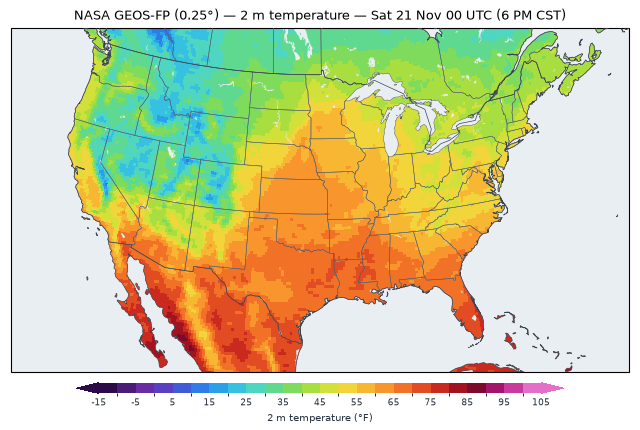 NASA GEOS-FP (0.25°) — 2 m temperature — Sat 21 Nov 00 UTC (6 PM CST)
-15 -5 5 15 25 35 45 55 65 75 85 95 105
2 m temperature (°F)